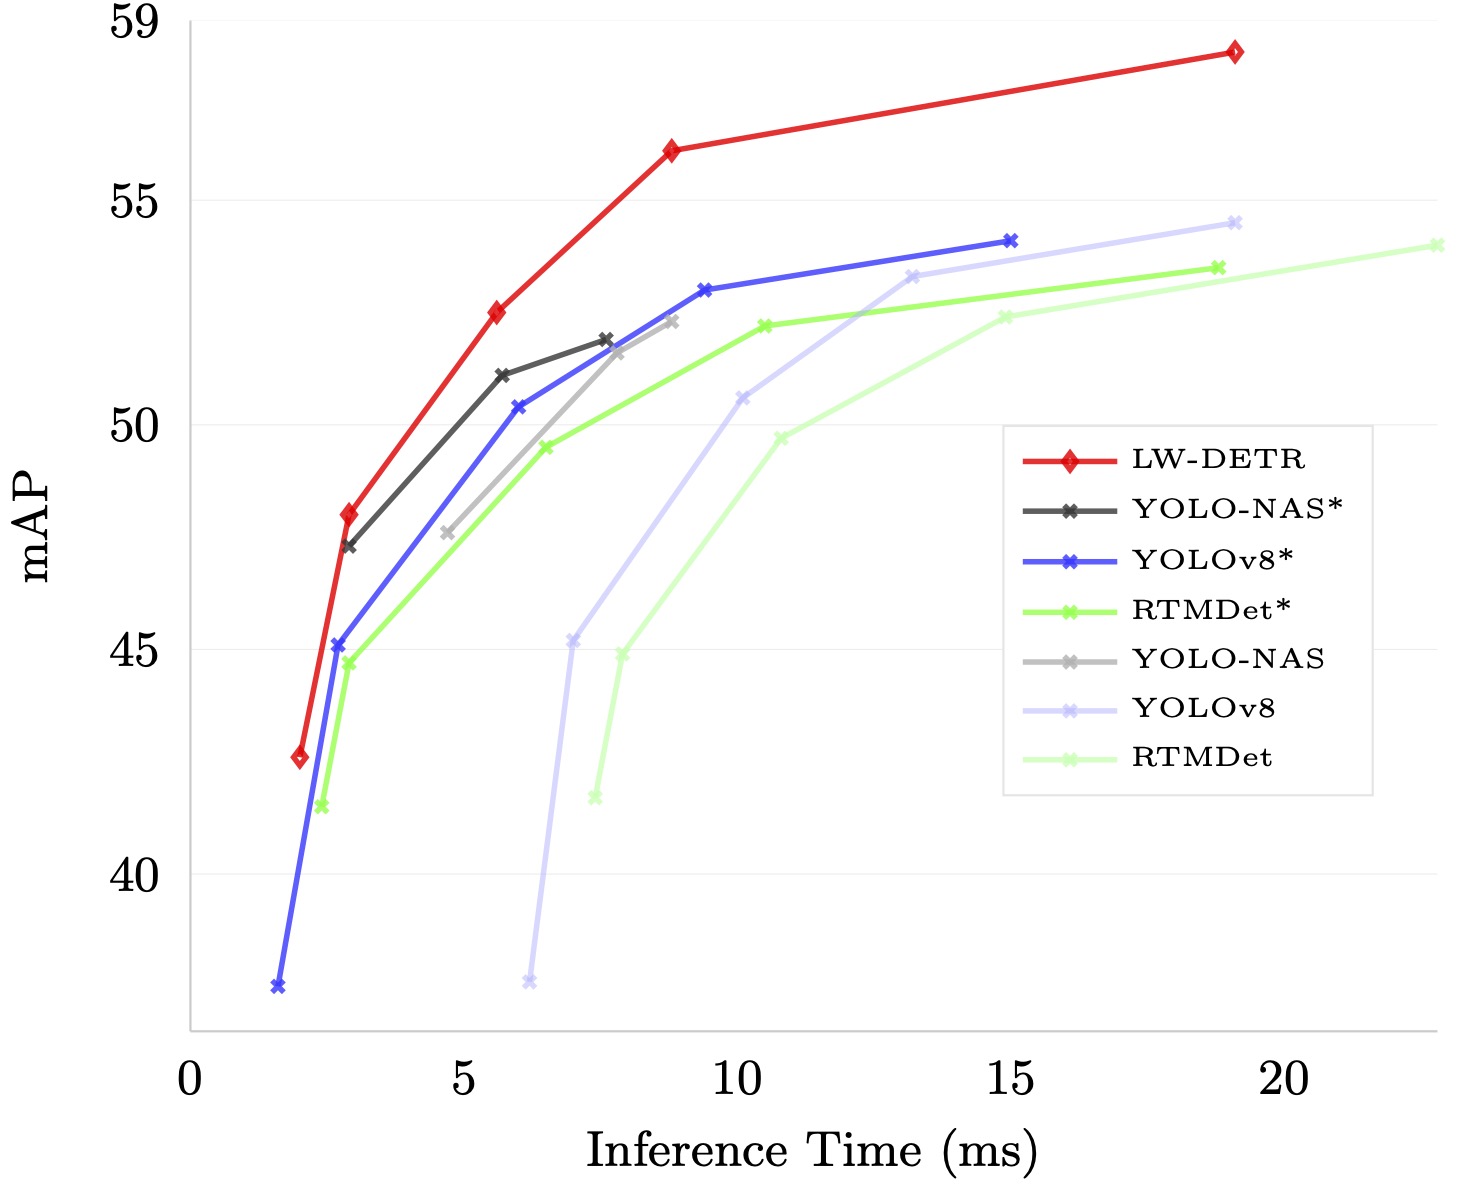 59
55
50
45
40
mAP
LW-DETR
YOLO-NAS*
YOLOv8*
RTMDet*
YOLO-NAS
YOLOv8
RTMDet
0 5 10 15 20
Inference Time (ms)